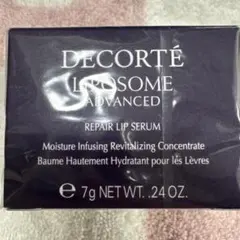 DECORTÉ
LIPOSOME
ADVANCED
REPAIR LIP SERUM
Moisture Infusing Revitalizing Concentrate
Baume Hautement Hydratant pour les Lèvres
℮ 7g NET WT. .24 OZ.